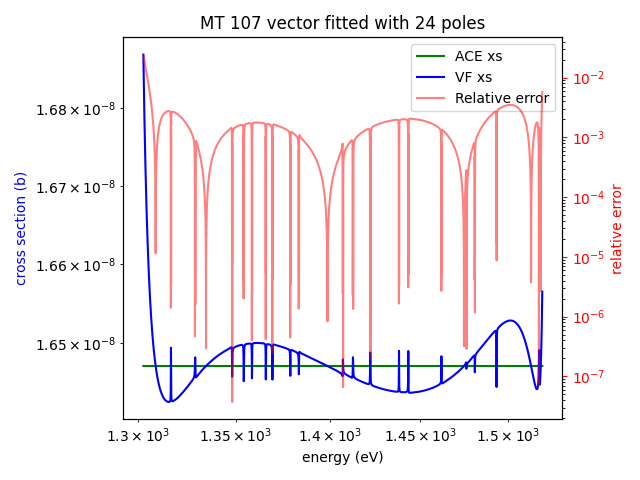 MT 107 vector fitted with 24 poles
ACE xs
VF xs
Relative error
cross section (b)
1.68 × 10⁻⁸
1.67 × 10⁻⁸
1.66 × 10⁻⁸
1.65 × 10⁻⁸
10⁻²
10⁻³
10⁻⁴
10⁻⁵
10⁻⁶
10⁻⁷
relative error
1.3 × 10³ 1.35 × 10³ 1.4 × 10³ 1.45 × 10³ 1.5 × 10³
energy (eV)